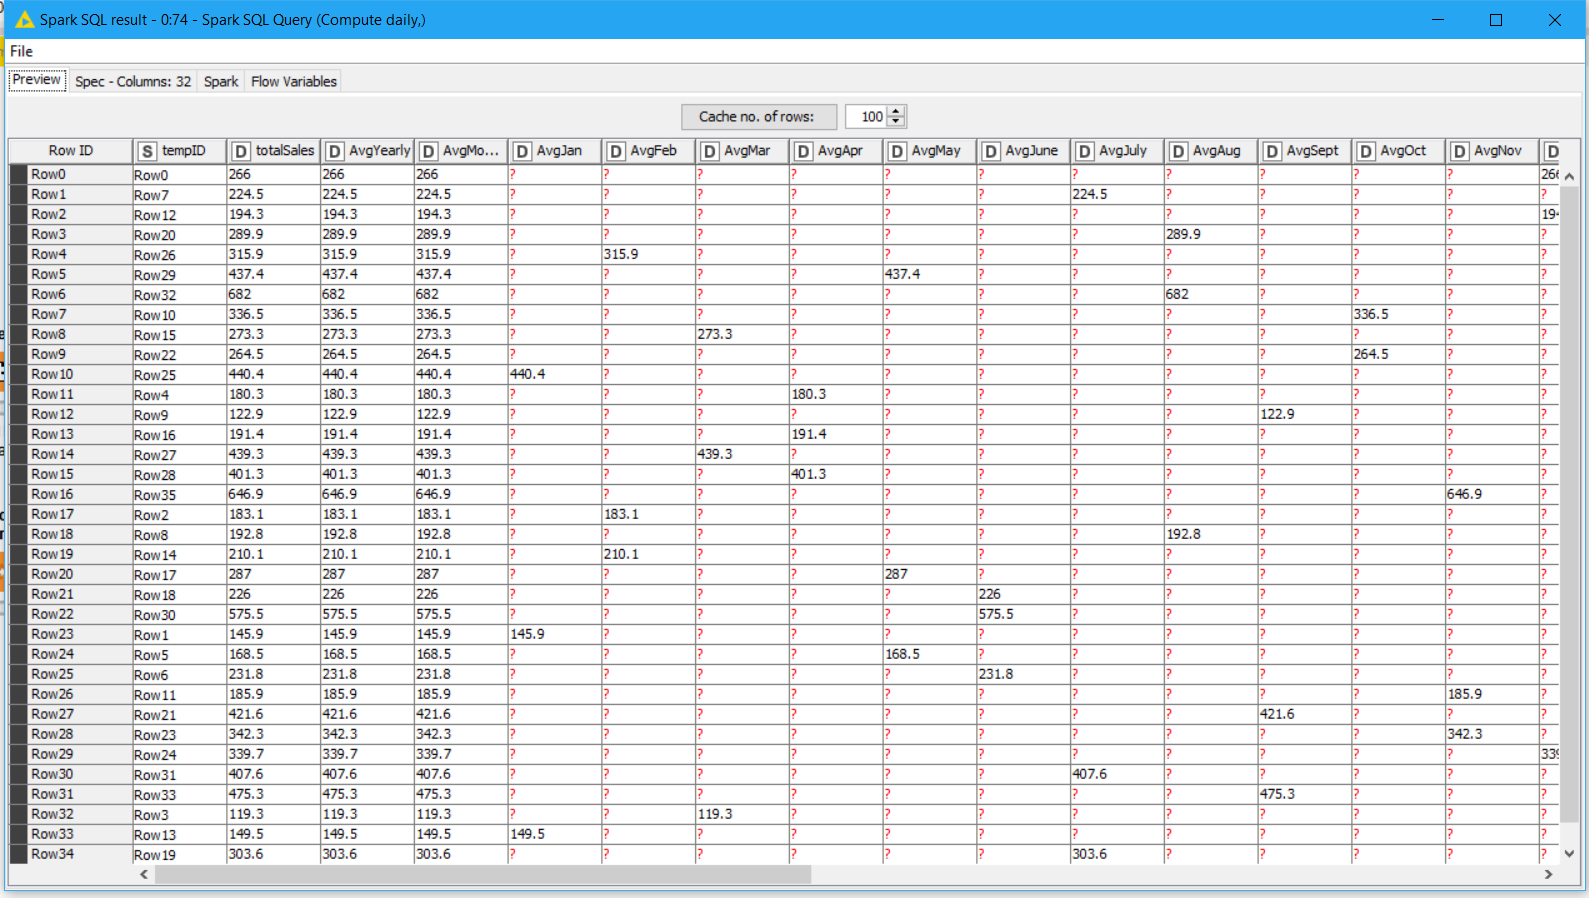 Spark SQL result - 0:74 - Spark SQL Query (Compute daily,)
File
Preview Spec - Columns: 32 Spark Flow Variables
Cache no. of rows: 100
Row ID S tempID D totalSales D AvgYearly D AvgMo... D AvgJan D AvgFeb D AvgMar D AvgApr D AvgMay D AvgJune D AvgJuly D AvgAug D AvgSept D AvgOct D AvgNov D
Row0 Row0 266 266 266 ? ? ? ? ? ? ? ? ? ? ? 266
Row1 Row7 224.5 224.5 224.5 ? ? ? ? ? ? 224.5 ? ? ? ? ?
Row2 Row12 194.3 194.3 194.3 ? ? ? ? ? ? ? ? ? ? ? 194
Row3 Row20 289.9 289.9 289.9 ? ? ? ? ? ? ? 289.9 ? ? ? ?
Row4 Row26 315.9 315.9 315.9 ? 315.9 ? ? ? ? ? ? ? ? ? ?
Row5 Row29 437.4 437.4 437.4 ? ? ? ? 437.4 ? ? ? ? ? ? ?
Row6 Row32 682 682 682 ? ? ? ? ? ? ? 682 ? ? ? ?
Row7 Row10 336.5 336.5 336.5 ? ? ? ? ? ? ? ? ? 336.5 ? ?
Row8 Row15 273.3 273.3 273.3 ? ? 273.3 ? ? ? ? ? ? ? ? ?
Row9 Row22 264.5 264.5 264.5 ? ? ? ? ? ? ? ? ? 264.5 ? ?
Row10 Row25 440.4 440.4 440.4 440.4 ? ? ? ? ? ? ? ? ? ? ?
Row11 Row4 180.3 180.3 180.3 ? ? ? 180.3 ? ? ? ? ? ? ? ?
Row12 Row9 122.9 122.9 122.9 ? ? ? ? ? ? ? ? 122.9 ? ? ?
Row13 Row16 191.4 191.4 191.4 ? ? ? 191.4 ? ? ? ? ? ? ? ?
Row14 Row27 439.3 439.3 439.3 ? ? 439.3 ? ? ? ? ? ? ? ? ?
Row15 Row28 401.3 401.3 401.3 ? ? ? 401.3 ? ? ? ? ? ? ? ?
Row16 Row35 646.9 646.9 646.9 ? ? ? ? ? ? ? ? ? ? 646.9 ?
Row17 Row2 183.1 183.1 183.1 ? 183.1 ? ? ? ? ? ? ? ? ? ?
Row18 Row8 192.8 192.8 192.8 ? ? ? ? ? ? ? 192.8 ? ? ? ?
Row19 Row14 210.1 210.1 210.1 ? 210.1 ? ? ? ? ? ? ? ? ? ?
Row20 Row17 287 287 287 ? ? ? ? 287 ? ? ? ? ? ? ?
Row21 Row18 226 226 226 ? ? ? ? ? 226 ? ? ? ? ? ?
Row22 Row30 575.5 575.5 575.5 ? ? ? ? ? 575.5 ? ? ? ? ? ?
Row23 Row1 145.9 145.9 145.9 145.9 ? ? ? ? ? ? ? ? ? ? ?
Row24 Row5 168.5 168.5 168.5 ? ? ? ? 168.5 ? ? ? ? ? ? ?
Row25 Row6 231.8 231.8 231.8 ? ? ? ? ? 231.8 ? ? ? ? ? ?
Row26 Row11 185.9 185.9 185.9 ? ? ? ? ? ? ? ? ? ? 185.9 ?
Row27 Row21 421.6 421.6 421.6 ? ? ? ? ? ? ? ? 421.6 ? ? ?
Row28 Row23 342.3 342.3 342.3 ? ? ? ? ? ? ? ? ? ? 342.3 ?
Row29 Row24 339.7 339.7 339.7 ? ? ? ? ? ? ? ? ? ? ? 339
Row30 Row31 407.6 407.6 407.6 ? ? ? ? ? ? 407.6 ? ? ? ? ?
Row31 Row33 475.3 475.3 475.3 ? ? ? ? ? ? ? ? 475.3 ? ? ?
Row32 Row3 119.3 119.3 119.3 ? ? 119.3 ? ? ? ? ? ? ? ? ?
Row33 Row13 149.5 149.5 149.5 149.5 ? ? ? ? ? ? ? ? ? ? ?
Row34 Row19 303.6 303.6 303.6 ? ? ? ? ? ? 303.6 ? ? ? ? ?